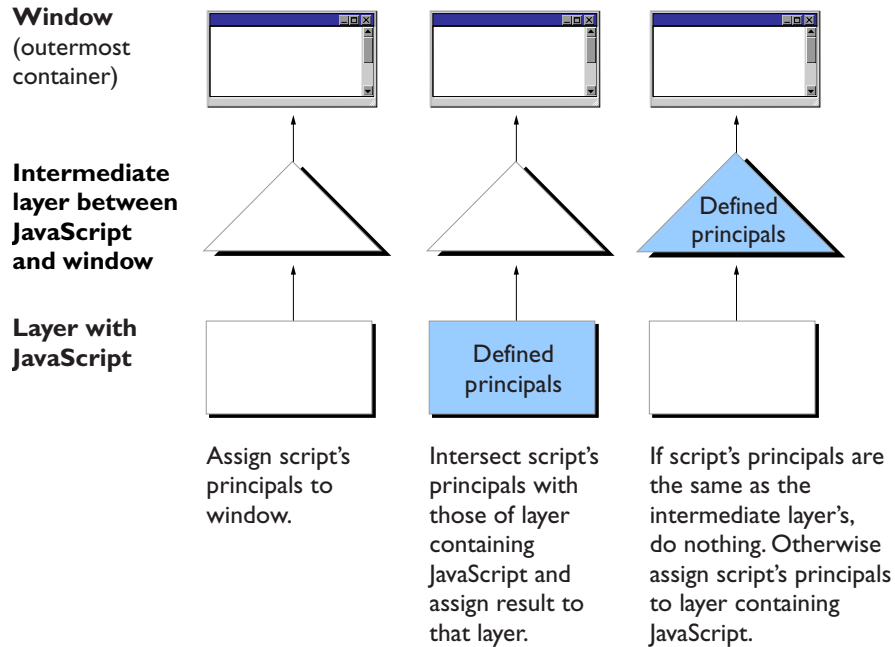 Window
(outermost
container)
Intermediate
layer between
JavaScript
and window
Defined
principals
Layer with
JavaScript
Defined
principals
Assign script’s
principals to
window.
Intersect script’s
principals with
those of layer
containing
JavaScript and
assign result to
that layer.
If script’s principals are
the same as the
intermediate layer’s,
do nothing. Otherwise
assign script’s principals
to layer containing
JavaScript.